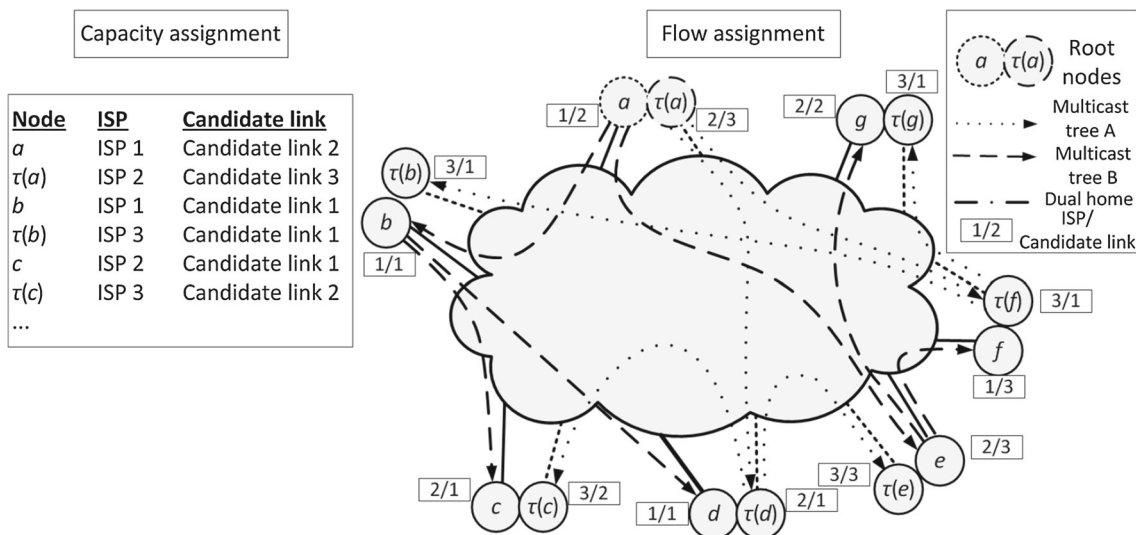 Capacity assignment
Node ISP Candidate link
a ISP 1 Candidate link 2
τ(a) ISP 2 Candidate link 3
b ISP 1 Candidate link 1
τ(b) ISP 3 Candidate link 1
c ISP 2 Candidate link 1
τ(c) ISP 3 Candidate link 2
...
Flow assignment
1/2
a
τ(a)
2/3
2/2
g
τ(g)
3/1
τ(b)
3/1
b
1/1
τ(f)
3/1
f
1/3
2/1
c
τ(c)
3/2
1/1
d
τ(d)
2/1
3/3
τ(e)
e
2/3
a
τ(a)
Root
nodes
Multicast
tree A
Multicast
tree B
Dual home
1/2
ISP/
Candidate link